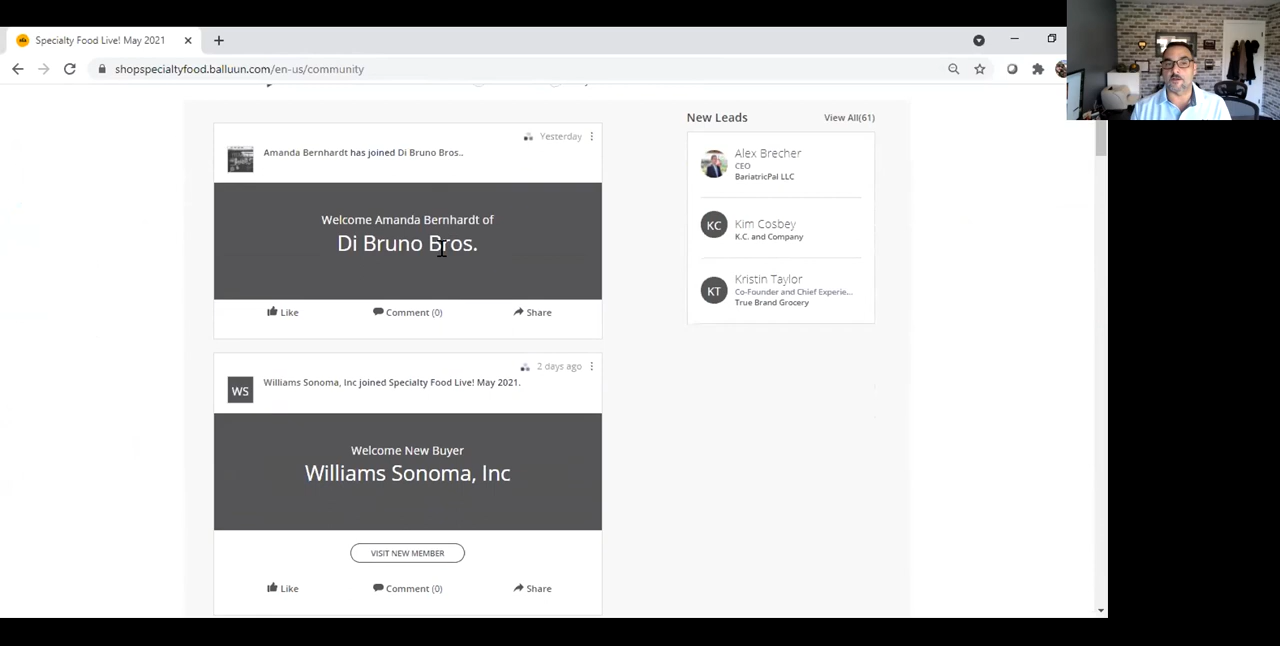 Specialty Food Live! May 2021
shopspecialtyfood.balluun.com/en-us/community
Yesterday
Amanda Bernhardt has joined Di Bruno Bros..
Welcome Amanda Bernhardt of
Di Bruno Bros.
Like
Comment (0)
Share
2 days ago
WS
Williams Sonoma, Inc joined Specialty Food Live! May 2021.
Welcome New Buyer
Williams Sonoma, Inc
VISIT NEW MEMBER
Like
Comment (0)
Share
New Leads
View All(61)
Alex Brecher
CEO
BariatricPal LLC
KC
Kim Cosbey
K.C. and Company
KT
Kristin Taylor
Co-Founder and Chief Experie...
True Brand Grocery